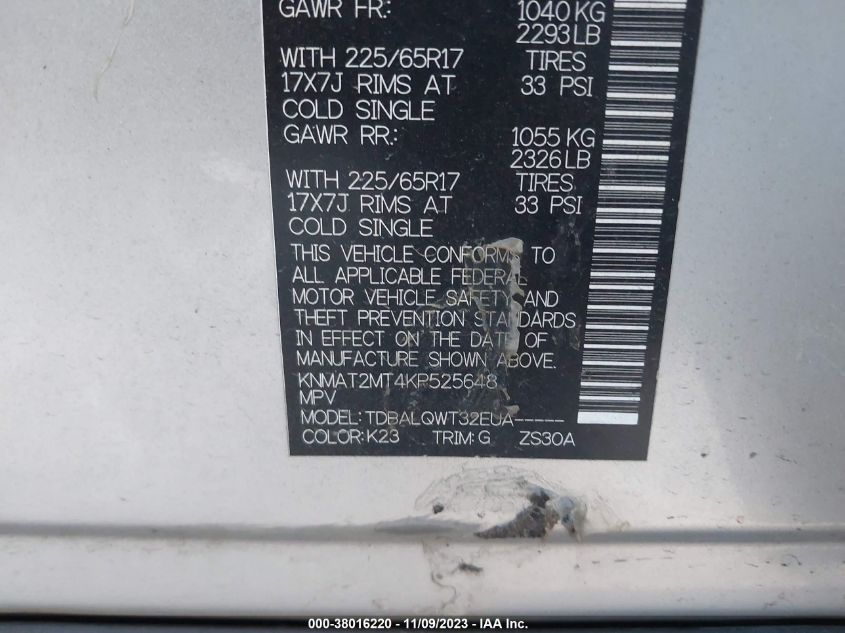 GAWR FR: 1040 KG
2293 LB
WITH 225/65R17 TIRES
17X7J RIMS AT 33 PSI
COLD SINGLE
GAWR RR: 1055 KG
2326 LB
WITH 225/65R17 TIRES
17X7J RIMS AT 33 PSI
COLD SINGLE
THIS VEHICLE CONFORMS TO
ALL APPLICABLE FEDERAL
MOTOR VEHICLE SAFETY AND
THEFT PREVENTION STANDARDS
IN EFFECT ON THE DATE OF
MANUFACTURE SHOWN ABOVE.
KNMAT2MT4KP525648
MPV
MODEL: TDBALQWT32EUA-----
COLOR: K23 TRIM: G ZS30A
000-38016220 - 11/09/2023 - IAA Inc.